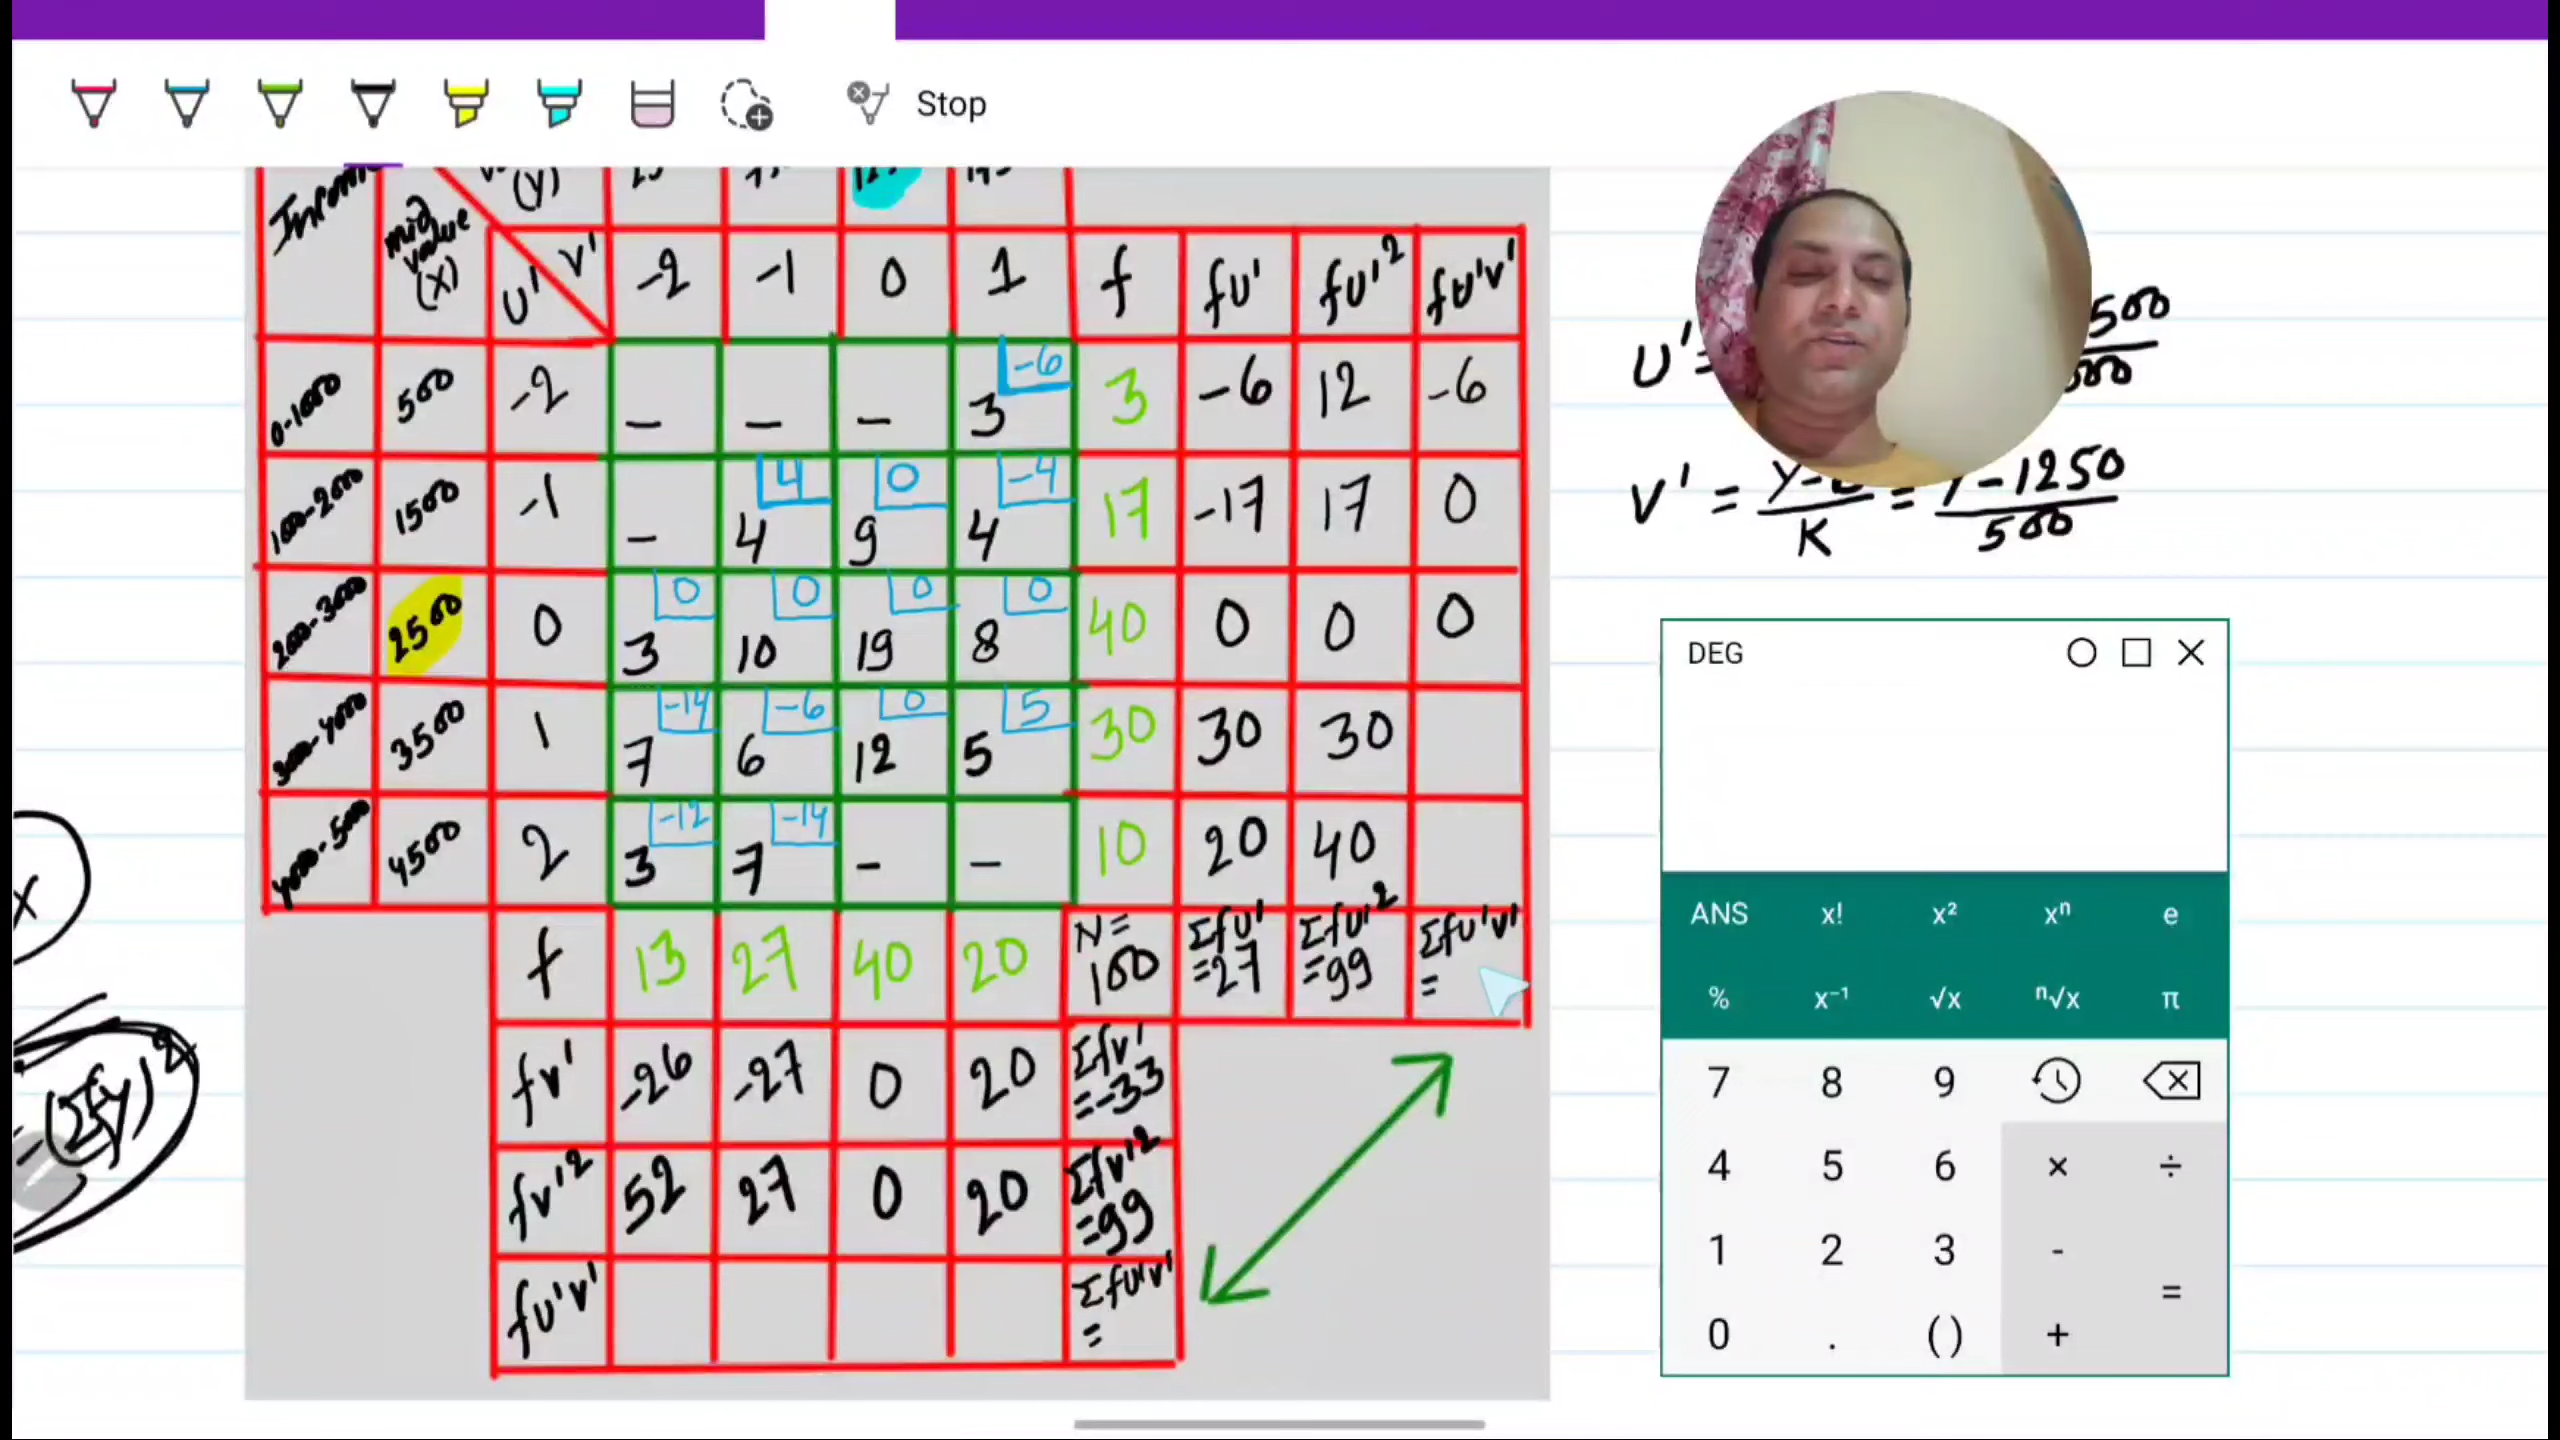 Stop
Income
(Y)
mid value (X)
U' V' -2 -1 0 1 f fU' fU'² fU'V'
0-1000 500 -2 - - - 3 -6 3 -6 12 -6
1000-2000 1500 -1 - 4 4 9 0 4 -4 17 -17 17 0
2000-3000 2500 0 3 0 10 0 19 0 8 0 40 0 0 0
3000-4000 3500 1 7 -14 6 -6 12 0 5 5 30 30 30
4000-5000 4500 2 3 -12 7 -14 - - 10 20 40
f 13 27 40 20 N= 100 Σfu' =27 Σfu'² =99 Σfu'v' =
fv' -26 -27 0 20 Σfv' =-33
fv'² 52 27 0 20 Σfv'² =99
fu'v' Σfu'v' =
x
-(Σfy)²
U'=
V' = = Y-1250
K 500
DEG
ANS x! x² xⁿ e
% x⁻¹ √x ⁿ√x π
7 8 9
4 5 6 × ÷
1 2 3 -
=
0 . ( ) +